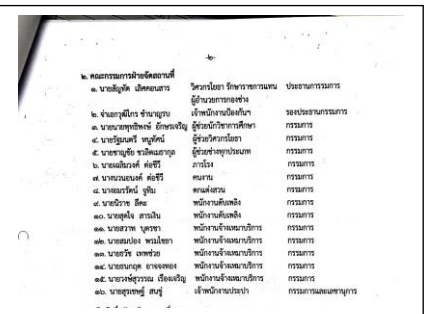 -๒-
๒. คณะกรรมการฝ่ายจัดสถานที่
๑. นายสัญทัด เลิศคอนสาร วิศวกรโยธา รักษาราชการแทน ประธานกรรมการ
ผู้อำนวยการกองช่าง
๒. จ่าเอกวุฒิไกร ชำนาญรบ เจ้าพนักงานป้องกันฯ รองประธานกรรมการ
๓. นายนายพุทธิพงษ์ อักษรเจริญ ผู้ช่วยนักวิชาการศึกษา กรรมการ
๔. นายรัฐมนตรี หนูทัศน์ ผู้ช่วยวิศวกรโยธา กรรมการ
๕. นายชาญชัย ชวลิตเมธากุล ผู้ช่วยช่างทุกประเภท กรรมการ
๖. นายเฉลิมวงศ์ ต่อชีวี ภารโรง กรรมการ
๗. นางนวนอนงค์ ต่อชีวี คนงาน กรรมการ
๘. นางอมรรัตน์ จูทิม ตกแต่งสวน กรรมการ
๙. นายนิราช ลีคะ พนักงานดับเพลิง กรรมการ
๑๐. นายสุดใจ สารเงิน พนักงานดับเพลิง กรรมการ
๑๑. นายสวาท บุตรชา พนักงานจ้างเหมาบริการ กรรมการ
๑๒. นายสมปอง พรมไชยา พนักงานจ้างเหมาบริการ กรรมการ
๑๓. นายธวัช เทพช่วย พนักงานจ้างเหมาบริการ กรรมการ
๑๔. นายธนกฤต อาจจงทอง พนักงานจ้างเหมาบริการ กรรมการ
๑๕. นายวงษ์สุวรรณ เรืองเจริญ พนักงานจ้างเหมาบริการ กรรมการ
๑๖. นายสุรเชษฐ์ สนชู่ เจ้าพนักงานประปา กรรมการและเลขานุการ